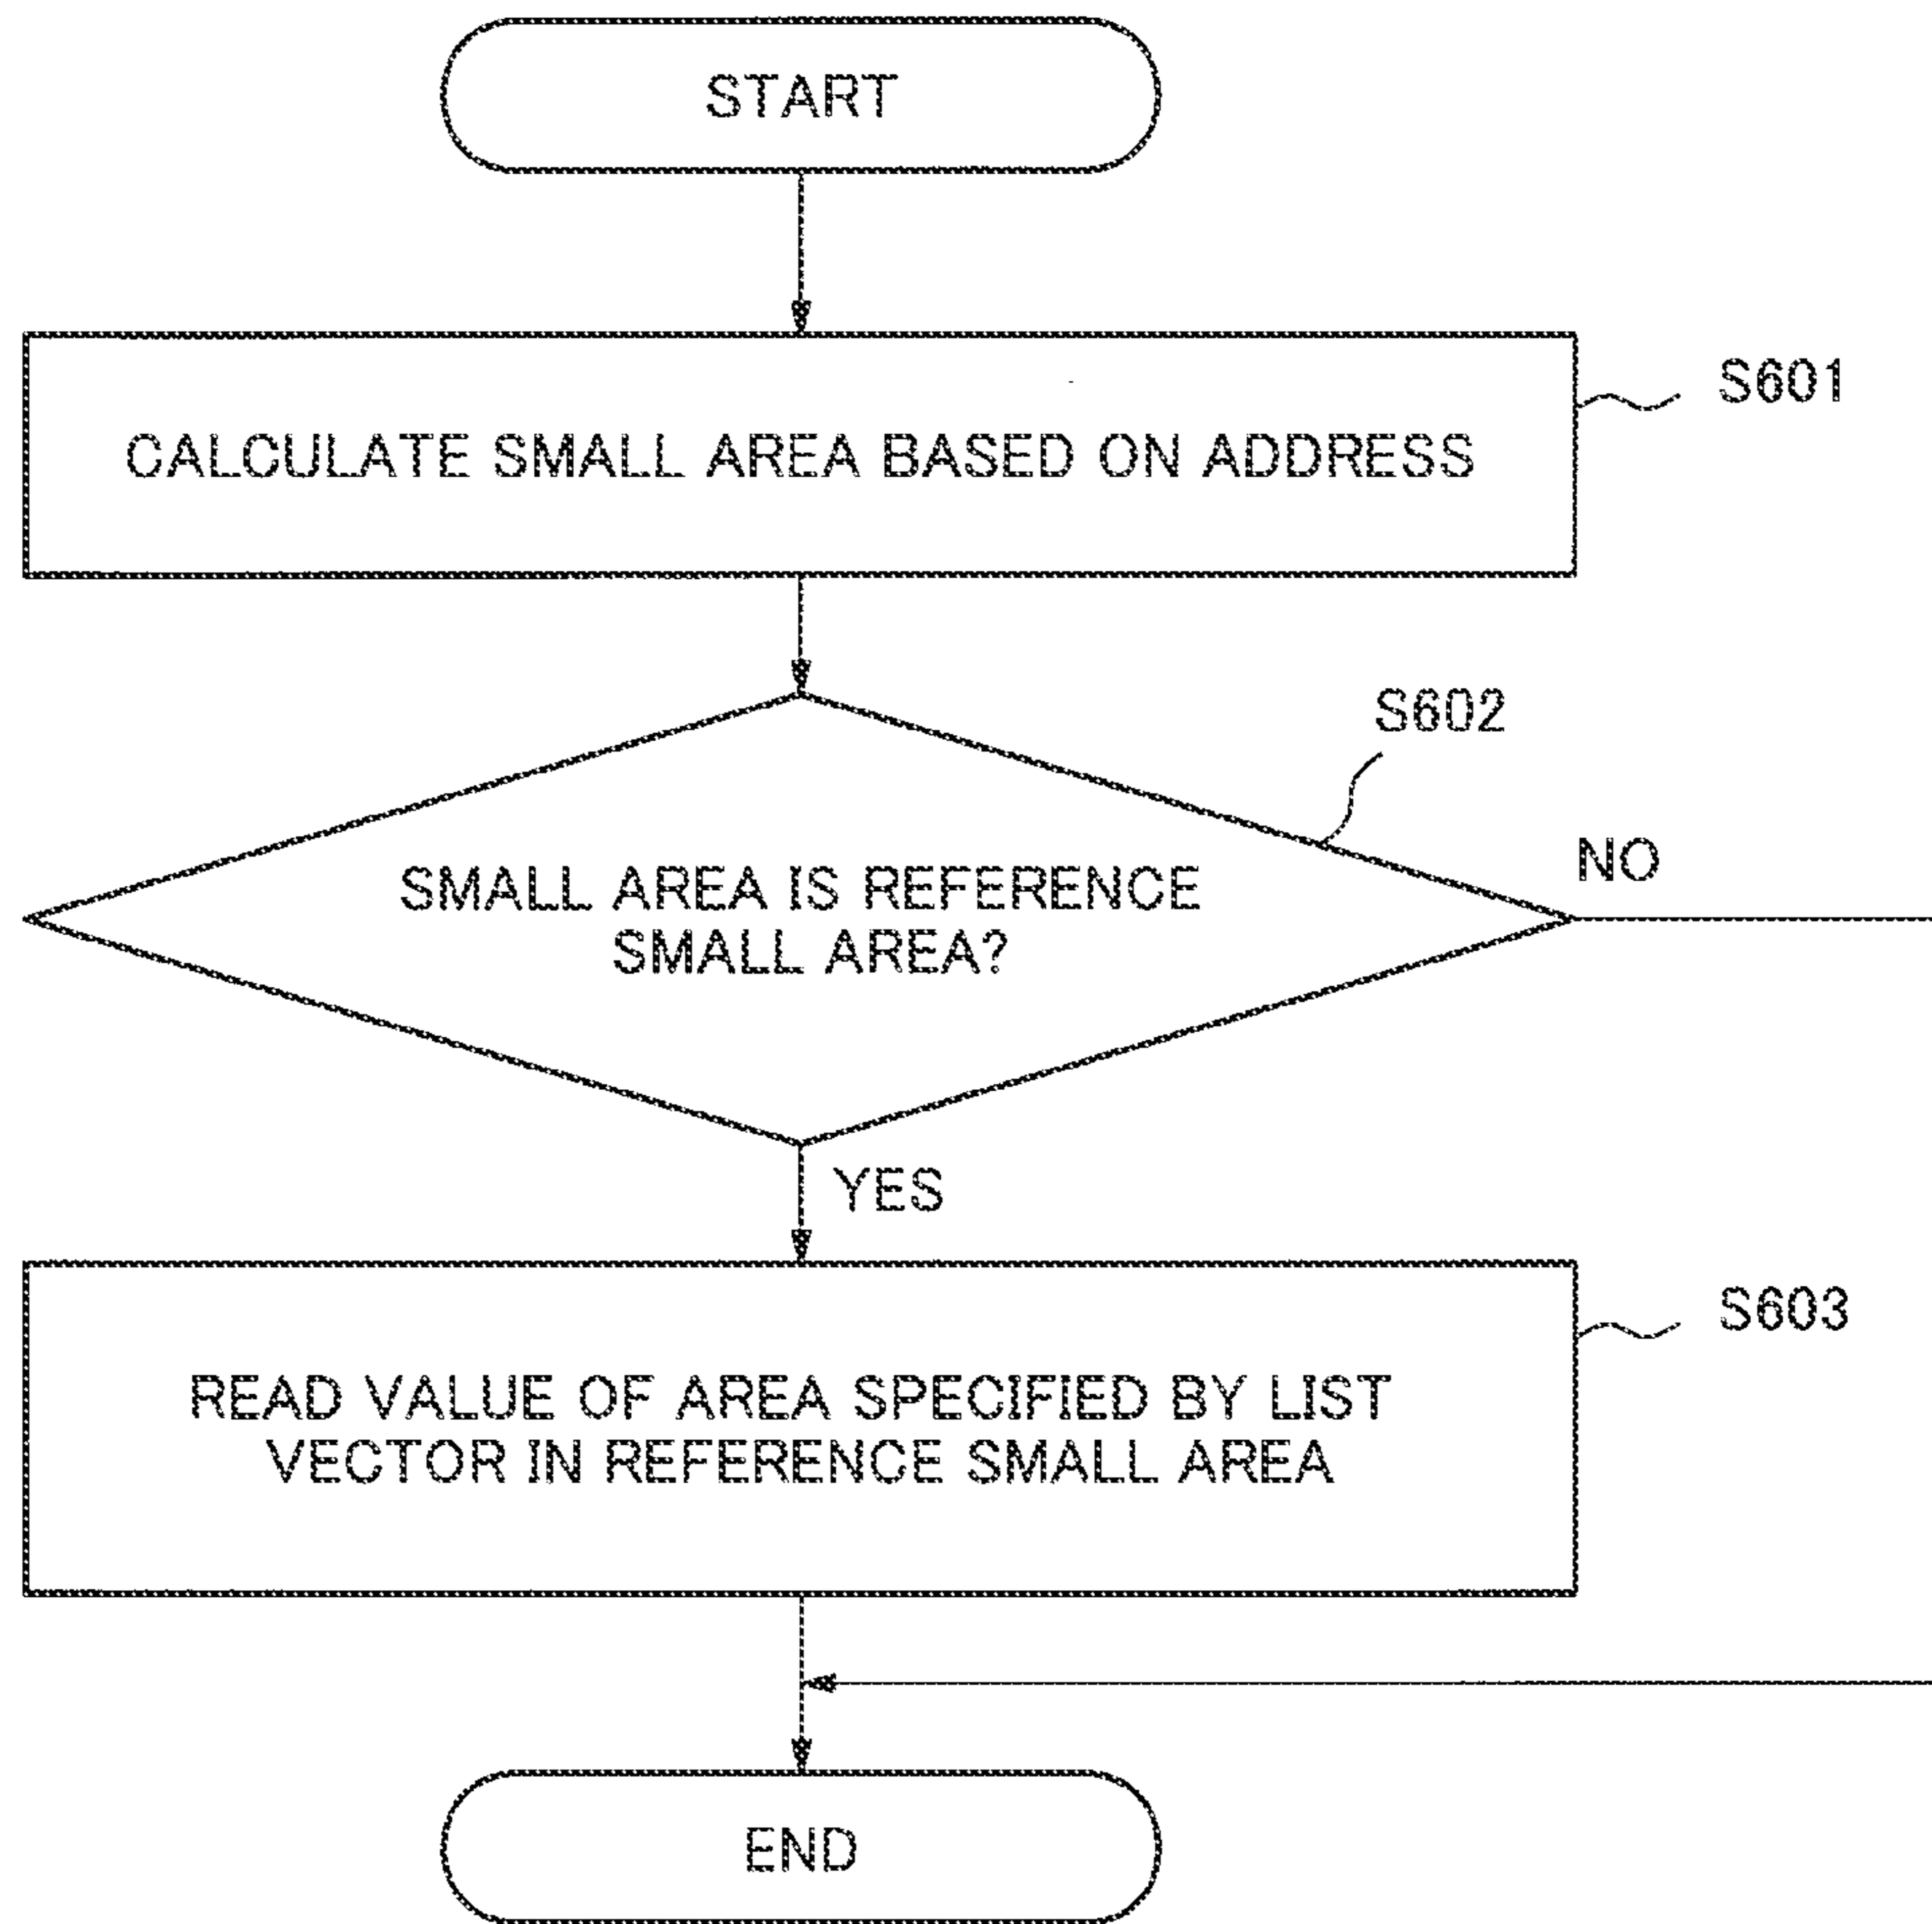 START
S601
CALCULATE SMALL AREA BASED ON ADDRESS
S602
NO
SMALL AREA IS REFERENCE
SMALL AREA?
YES
S603
READ VALUE OF AREA SPECIFIED BY LIST
VECTOR IN REFERENCE SMALL AREA
END